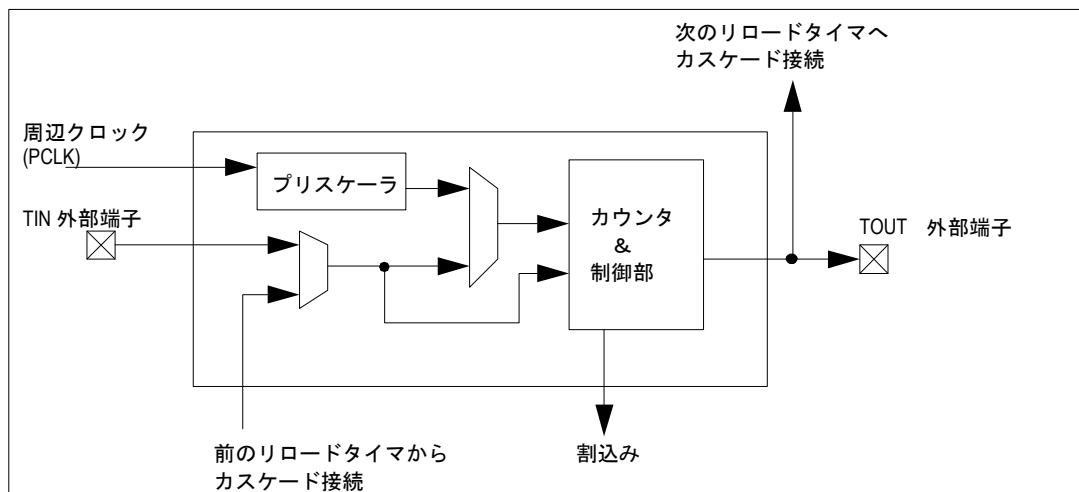 次のリロードタイマへ
カスケード接続
周辺クロック
(PCLK)
プリスケーラ
TIN 外部端子
カウンタ
&
制御部
TOUT 外部端子
前のリロードタイマから
カスケード接続
割込み